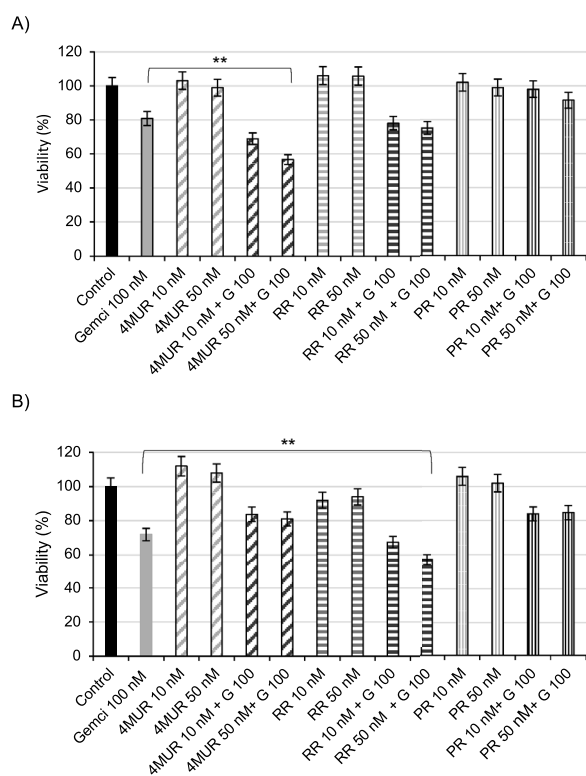 A)
**
Viability (%)
120
100
80
60
40
20
0
Control
Gemci 100 nM
4MUR 10 nM
4MUR 50 nM
4MUR 10 nM + G 100
4MUR 50 nM+ G 100
RR 10 nM
RR 50 nM
RR 10 nM + G 100
RR 50 nM + G 100
PR 10 nM
PR 50 nM
PR 10 nM+ G 100
PR 50 nM+ G 100
B)
**
Viability (%)
120
100
80
60
40
20
0
Control
Gemci 100 nM
4MUR 10 nM
4MUR 50 nM
4MUR 10 nM + G 100
4MUR 50 nM+ G 100
RR 10 nM
RR 50 nM
RR 10 nM + G 100
RR 50 nM + G 100
PR 10 nM
PR 50 nM
PR 10 nM+ G 100
PR 50 nM+ G 100